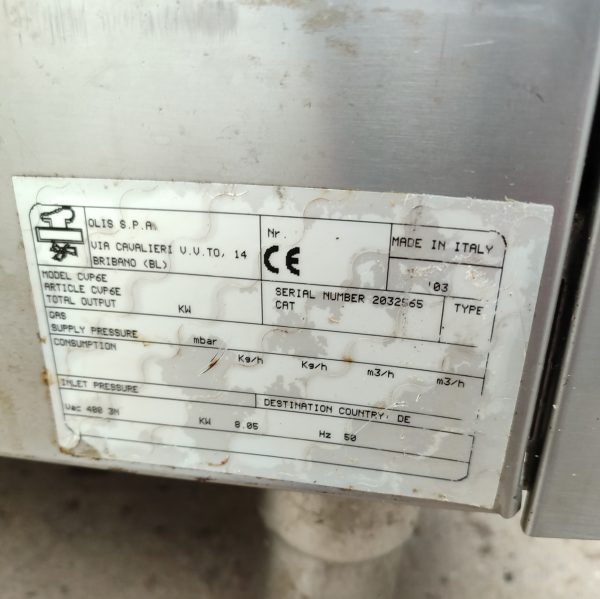 OLIS S.P.A
VIA CAVALIERI V.V.TO, 14
BRIBANO (BL)
Nr.
CE
MADE IN ITALY
'03
MODEL CVP6E
ARTICLE CVP6E
TOTAL OUTPUT KW
SERIAL NUMBER 2032565
CAT
TYPE
GAS
SUPPLY PRESSURE mbar
CONSUMPTION Kg/h Kg/h m3/h m3/h
INLET PRESSURE
DESTINATION COUNTRY: DE
Vac 400 3N KW 8.05 Hz 50